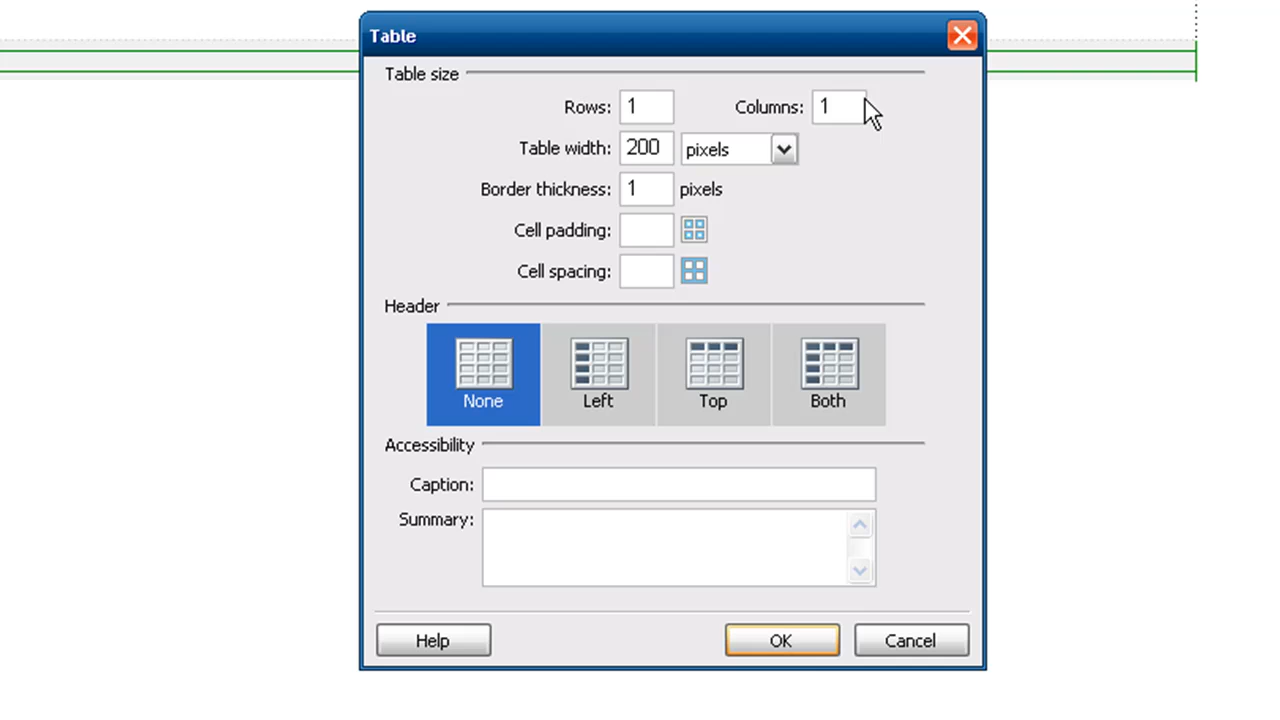 Table
Table size
Rows: 1 Columns: 1
Table width: 200 pixels
Border thickness: 1 pixels
Cell padding:
Cell spacing:
Header
None Left Top Both
Accessibility
Caption:
Summary:
Help OK Cancel